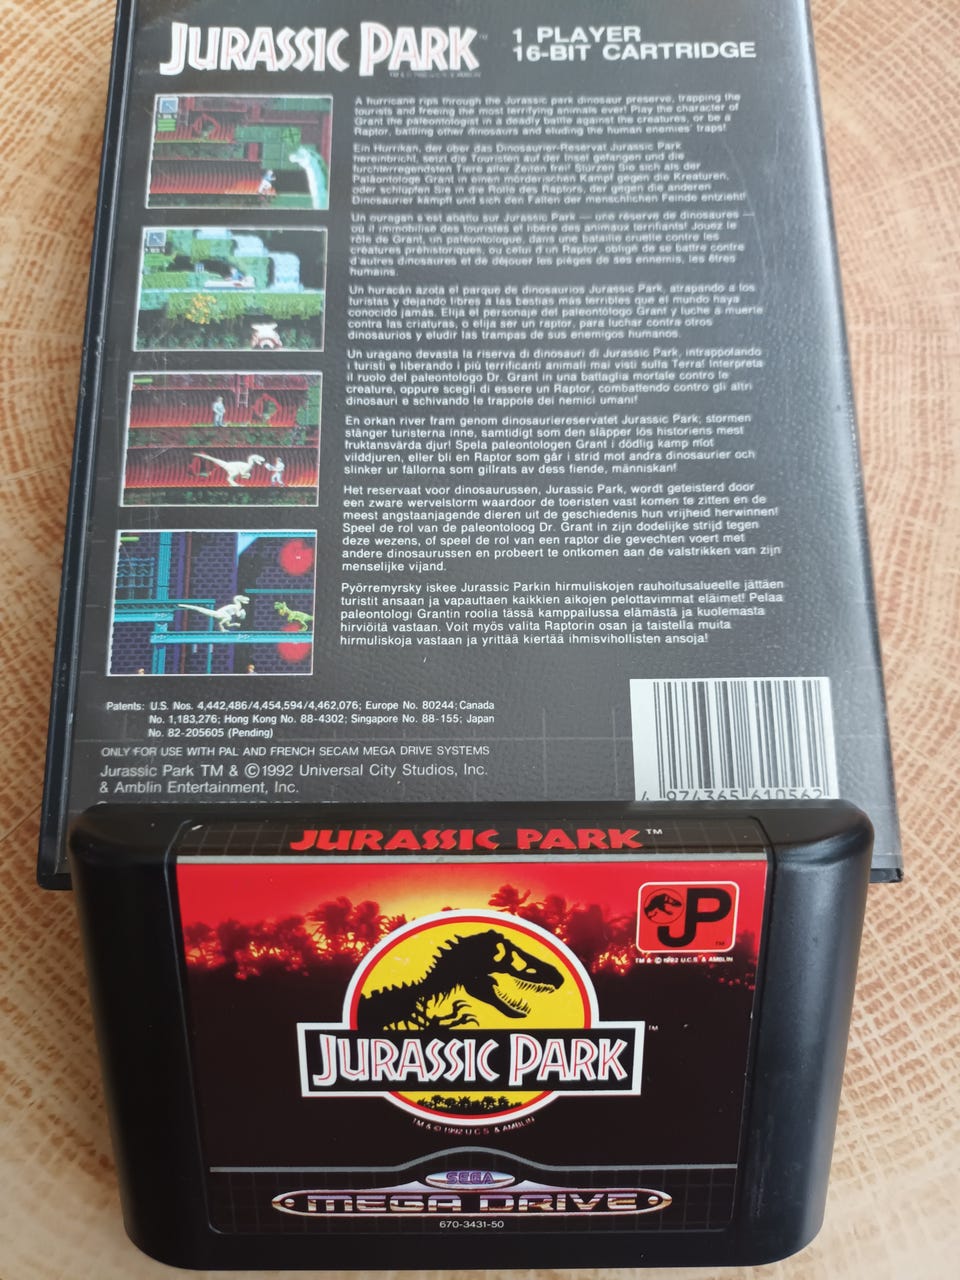 JURASSIC PARK™
1 PLAYER
16-BIT CARTRIDGE
TM & © 1992 U.C.S. & AMBLIN
A hurricane rips through the Jurassic park dinosaur preserve, trapping the
tourists and freeing the most terrifying animals ever! Play the character of
Grant the paleontologist in a deadly battle against the creatures, or be a
Raptor, battling other dinosaurs and eluding the human enemies' traps!
Ein Hurrikan, der über das Dinosaurier-Reservat Jurassic Park
hereinbricht, setzt die Touristen auf der Insel gefangen und die
furchterregendsten Tiere aller Zeiten frei! Stürzen Sie sich als der
Paläontologe Grant in einen mörderischen Kampf gegen die Kreaturen,
oder schlüpfen Sie in die Rolle des Raptors, der gegen die anderen
Dinosaurier kämpft und sich den Fallen der menschlichen Feinde entzieht!
Un ouragan s'est abattu sur Jurassic Park — une réserve de dinosaures —
où il immobilise des touristes et libère des animaux terrifiants! Jouez le
rôle de Grant, un paléontologue, dans une bataille cruelle contre les
créatures préhistoriques, ou celui d'un Raptor, obligé de se battre contre
d'autres dinosaures et de déjouer les pièges de ses ennemis, les êtres
humains.
Un huracán azota el parque de dinosaurios Jurassic Park, atrapando a los
turistas y dejando libres a las bestias más terribles que el mundo haya
conocido jamás. Elija el personaje del paleontólogo Grant y luche a muerte
contra las criaturas, o elija ser un raptor, para luchar contra otros
dinosaurios y eludir las trampas de sus enemigos humanos.
Un uragano devasta la riserva di dinosauri di Jurassic Park, intrappolando
i turisti e liberando i più terrificanti animali mai visti sulla Terra! Interpreta
il ruolo del paleontologo Dr. Grant in una battaglia mortale contro le
creature, oppure scegli di essere un Raptor, combattendo contro gli altri
dinosauri e schivando le trappole dei nemici umani!
En orkan river fram genom dinosauriereservatet Jurassic Park, stormen
stänger turisterna inne, samtidigt som den släpper lös historiens mest
fruktansvärda djur! Spela paleontologen Grant i dödlig kamp mot
vilddjuren, eller bli en Raptor som går i strid mot andra dinosaurier och
slinker ur fällorna som gillrats av dess fiende, människan!
Het reservaat voor dinosaurussen, Jurassic Park, wordt geteisterd door
een zware wervelstorm waardoor de toeristen vast komen te zitten en de
meest angstaanjagende dieren uit de geschiedenis hun vrijheid herwinnen!
Speel de rol van de paleontoloog Dr. Grant in zijn dodelijke strijd tegen
deze wezens, of speel de rol van een raptor die gevechten voert met
andere dinosaurussen en probeert te ontkomen aan de valstrikken van zijn
menselijke vijand.
Pyörremyrsky iskee Jurassic Parkin hirmuliskojen rauhoitusalueelle jättäen
turistit ansaan ja vapauttaen kaikkien aikojen pelottavimmat eläimet! Pelaa
paleontologi Grantin roolia tässä kamppailussa elämästä ja kuolemasta
hirviöitä vastaan. Voit myös valita Raptorin osan ja taistella muita
hirmuliskoja vastaan ja yrittää kiertää ihmisvihollisten ansoja!
Patents: U.S. Nos. 4,442,486/4,454,594/4,462,076; Europe No. 80244; Canada
No. 1,183,276; Hong Kong No. 88-4302; Singapore No. 88-155; Japan
No. 82-205605 (Pending)
ONLY FOR USE WITH PAL AND FRENCH SECAM MEGA DRIVE SYSTEMS
Jurassic Park TM & © 1992 Universal City Studios, Inc.
& Amblin Entertainment, Inc.
4 974365 610562
JURASSIC PARK™
JP
TM
TM & © 1992 U.C.S. & AMBLIN
JURASSIC PARK
TM
TM & © 1992 U.C.S. & AMBLIN
SEGA
MEGA DRIVE
670-3431-50